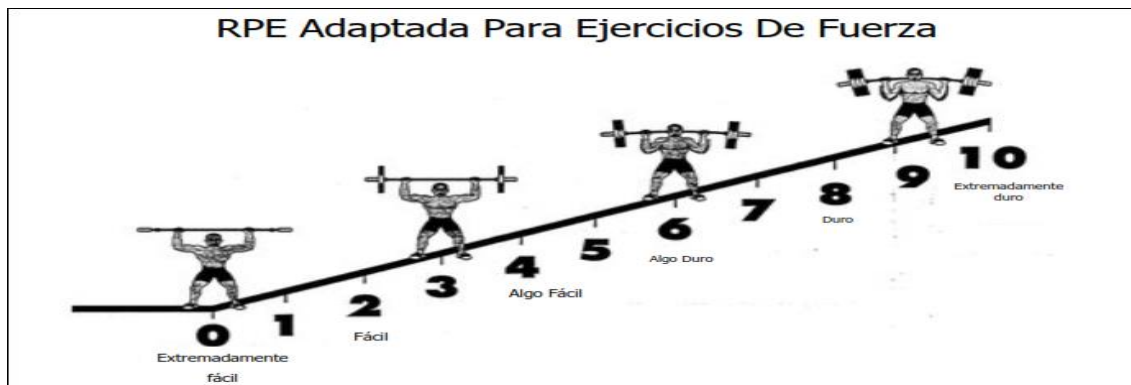 RPE Adaptada Para Ejercicios De Fuerza
0
1
2
3
4
5
6
7
8
9
10
Extremadamente
fácil
Fácil
Algo Fácil
Algo Duro
Duro
Extremadamente
duro